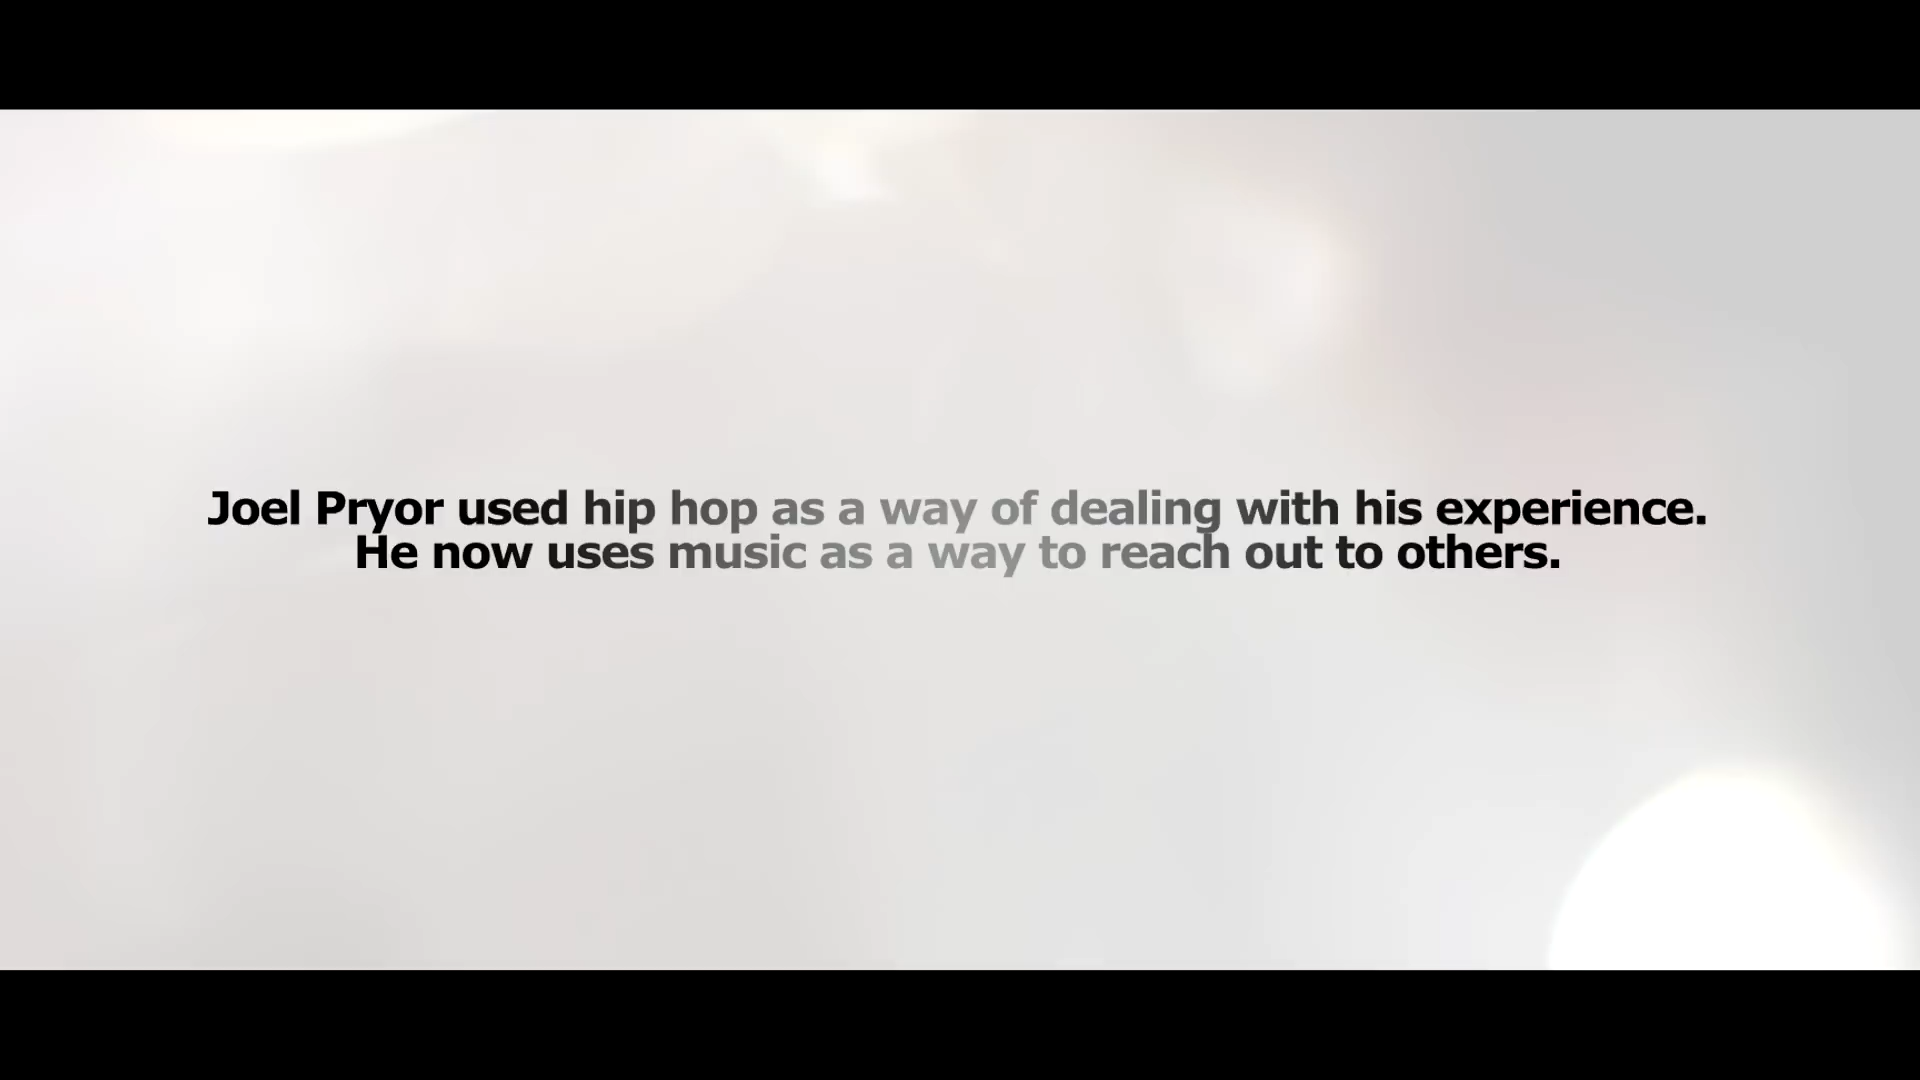 Joel Pryor used hip hop as a way of dealing with his experience.
He now uses music as a way to reach out to others.